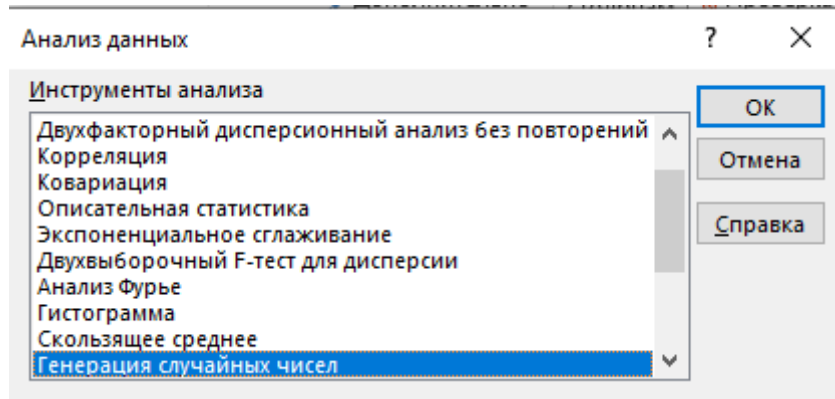 Анализ данных ? ×
Инструменты анализа
Двухфакторный дисперсионный анализ без повторений
Корреляция
Ковариация
Описательная статистика
Экспоненциальное сглаживание
Двухвыборочный F-тест для дисперсии
Анализ Фурье
Гистограмма
Скользящее среднее
Генерация случайных чисел
ОК
Отмена
Справка